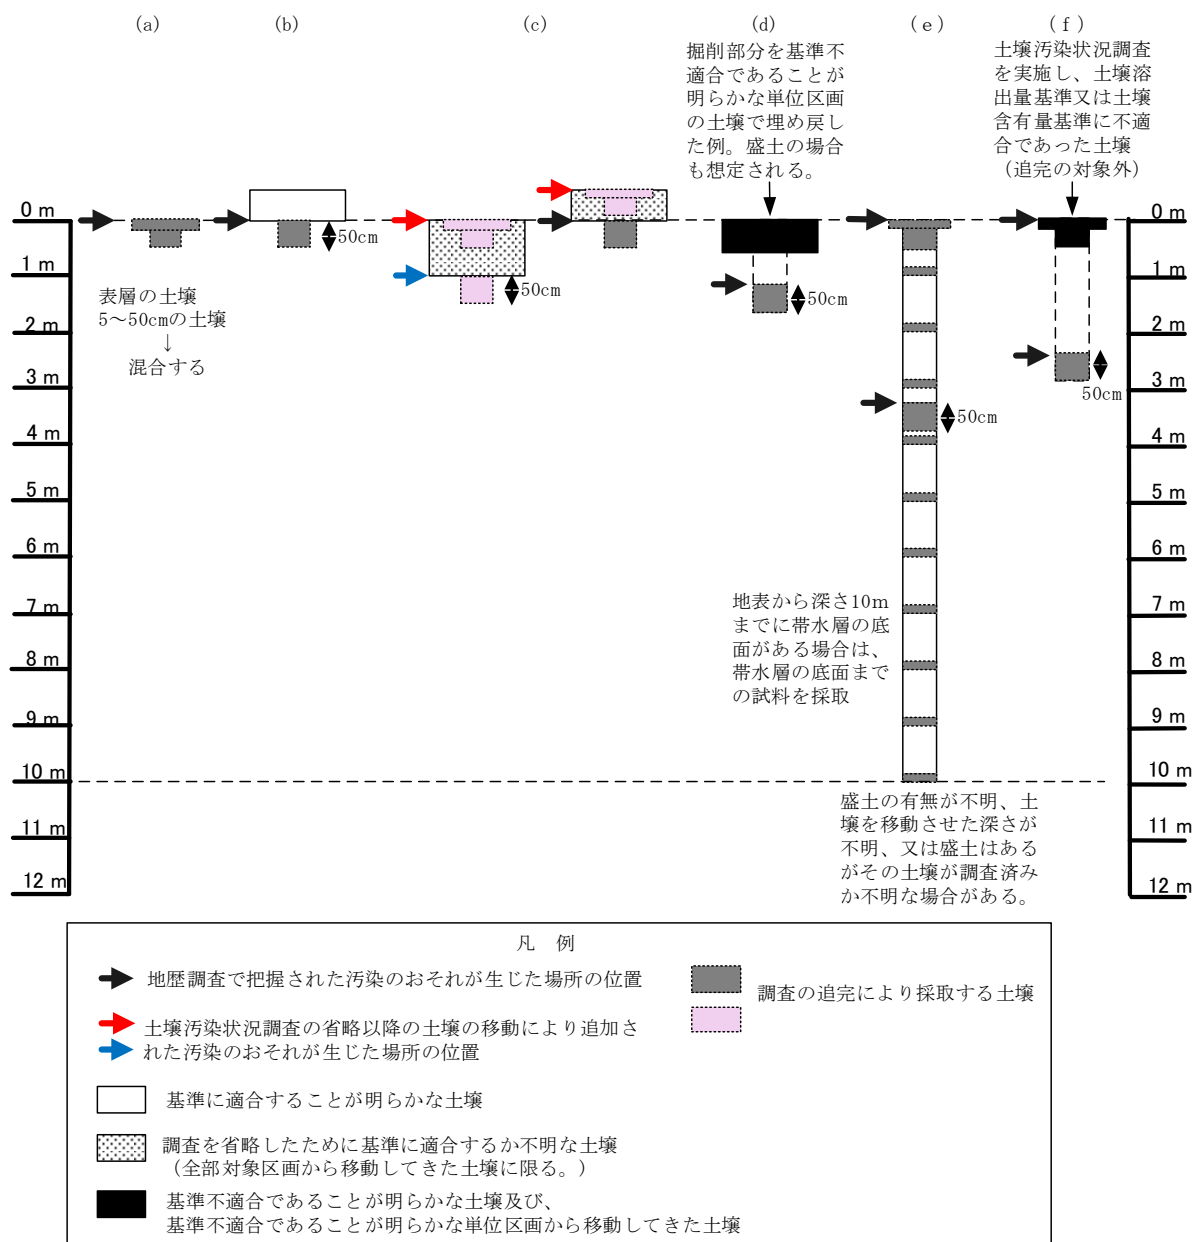 (a)
(b)
(c)
(d)
(ｅ)
(ｆ)
掘削部分を基準不
適合であることが
明らかな単位区画
の土壌で埋め戻し
た例。盛土の場合
も想定される。
土壌汚染状況調査
を実施し、土壌溶
出量基準又は土壌
含有量基準に不適
合であった土壌
（追完の対象外）
0 m
1 m
2 m
3 m
4 m
5 m
6 m
7 m
8 m
9 m
10 m
11 m
12 m
表層の土壌
5～50cmの土壌
↓
混合する
50cm
50cm
50cm
50cm
50cm
地表から深さ10m
までに帯水層の底
面がある場合は、
帯水層の底面まで
の試料を採取
盛土の有無が不明、土
壌を移動させた深さが
不明、又は盛土はある
がその土壌が調査済み
か不明な場合がある。
0 m
1 m
2 m
3 m
4 m
5 m
6 m
7 m
8 m
9 m
10 m
11 m
12 m
凡 例
地歴調査で把握された汚染のおそれが生じた場所の位置
土壌汚染状況調査の省略以降の土壌の移動により追加さ
れた汚染のおそれが生じた場所の位置
基準に適合することが明らかな土壌
調査を省略したために基準に適合するか不明な土壌
（全部対象区画から移動してきた土壌に限る。）
基準不適合であることが明らかな土壌及び、
基準不適合であることが明らかな単位区画から移動してきた土壌
調査の追完により採取する土壌